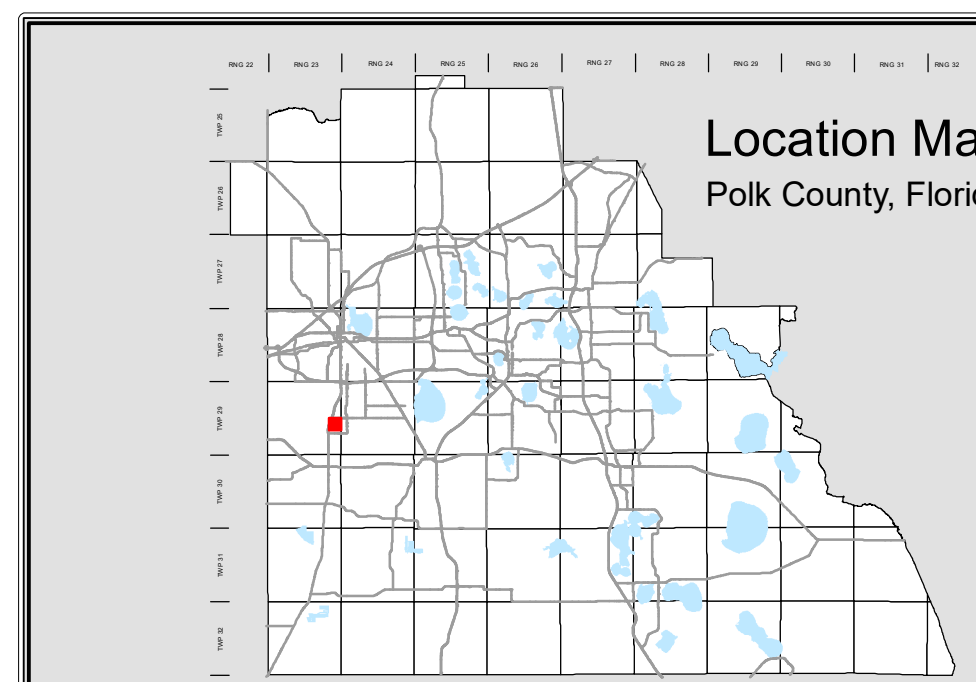 RNG 22 RNG 23 RNG 24 RNG 25 RNG 26 RNG 27 RNG 28 RNG 29 RNG 30 RNG 31 RNG 32
TWP 25
Location Ma
Polk County, Flori
TWP 26
TWP 27
TWP 28
TWP 29
TWP 30
TWP 31
TWP 32